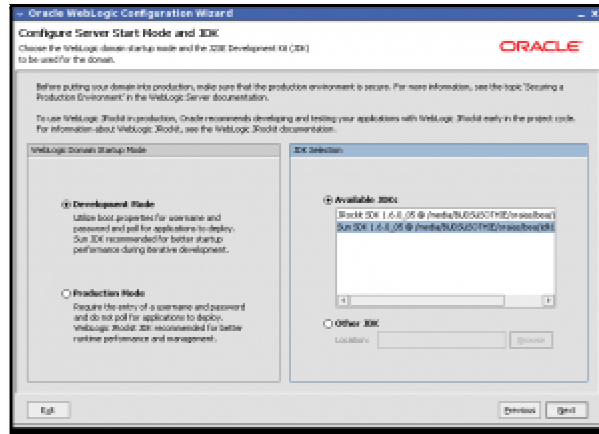 Oracle WebLogic Configuration Wizard
Configure Server Start Mode and JDK
Choose the WebLogic domain startup mode and the J2SE Development Kit (JDK)
to be used for the domain.
ORACLE
Before putting your domain into production, make sure that the production environment is secure. For more information, see the topic "Securing a
Production Environment" in the WebLogic Server documentation.
To use WebLogic JRockit in production, Oracle recommends developing and testing your applications with WebLogic JRockit early in the project cycle.
For information about WebLogic JRockit, see the WebLogic JRockit documentation.
WebLogic Domain Startup Mode
Development Mode
Utilize boot.properties for username and
password and poll for applications to deploy.
Sun JDK recommended for better startup
performance during iterative development.
Production Mode
Require the entry of a username and password
and do not poll for applications to deploy.
WebLogic JRockit JDK recommended for better
runtime performance and management.
JDK Selection
Available JDKs
JRockit SDK 1.6.0_05 @
Sun SDK 1.6.0_05 @
Other JDK
Location:
Browse
Exit
Previous
Next